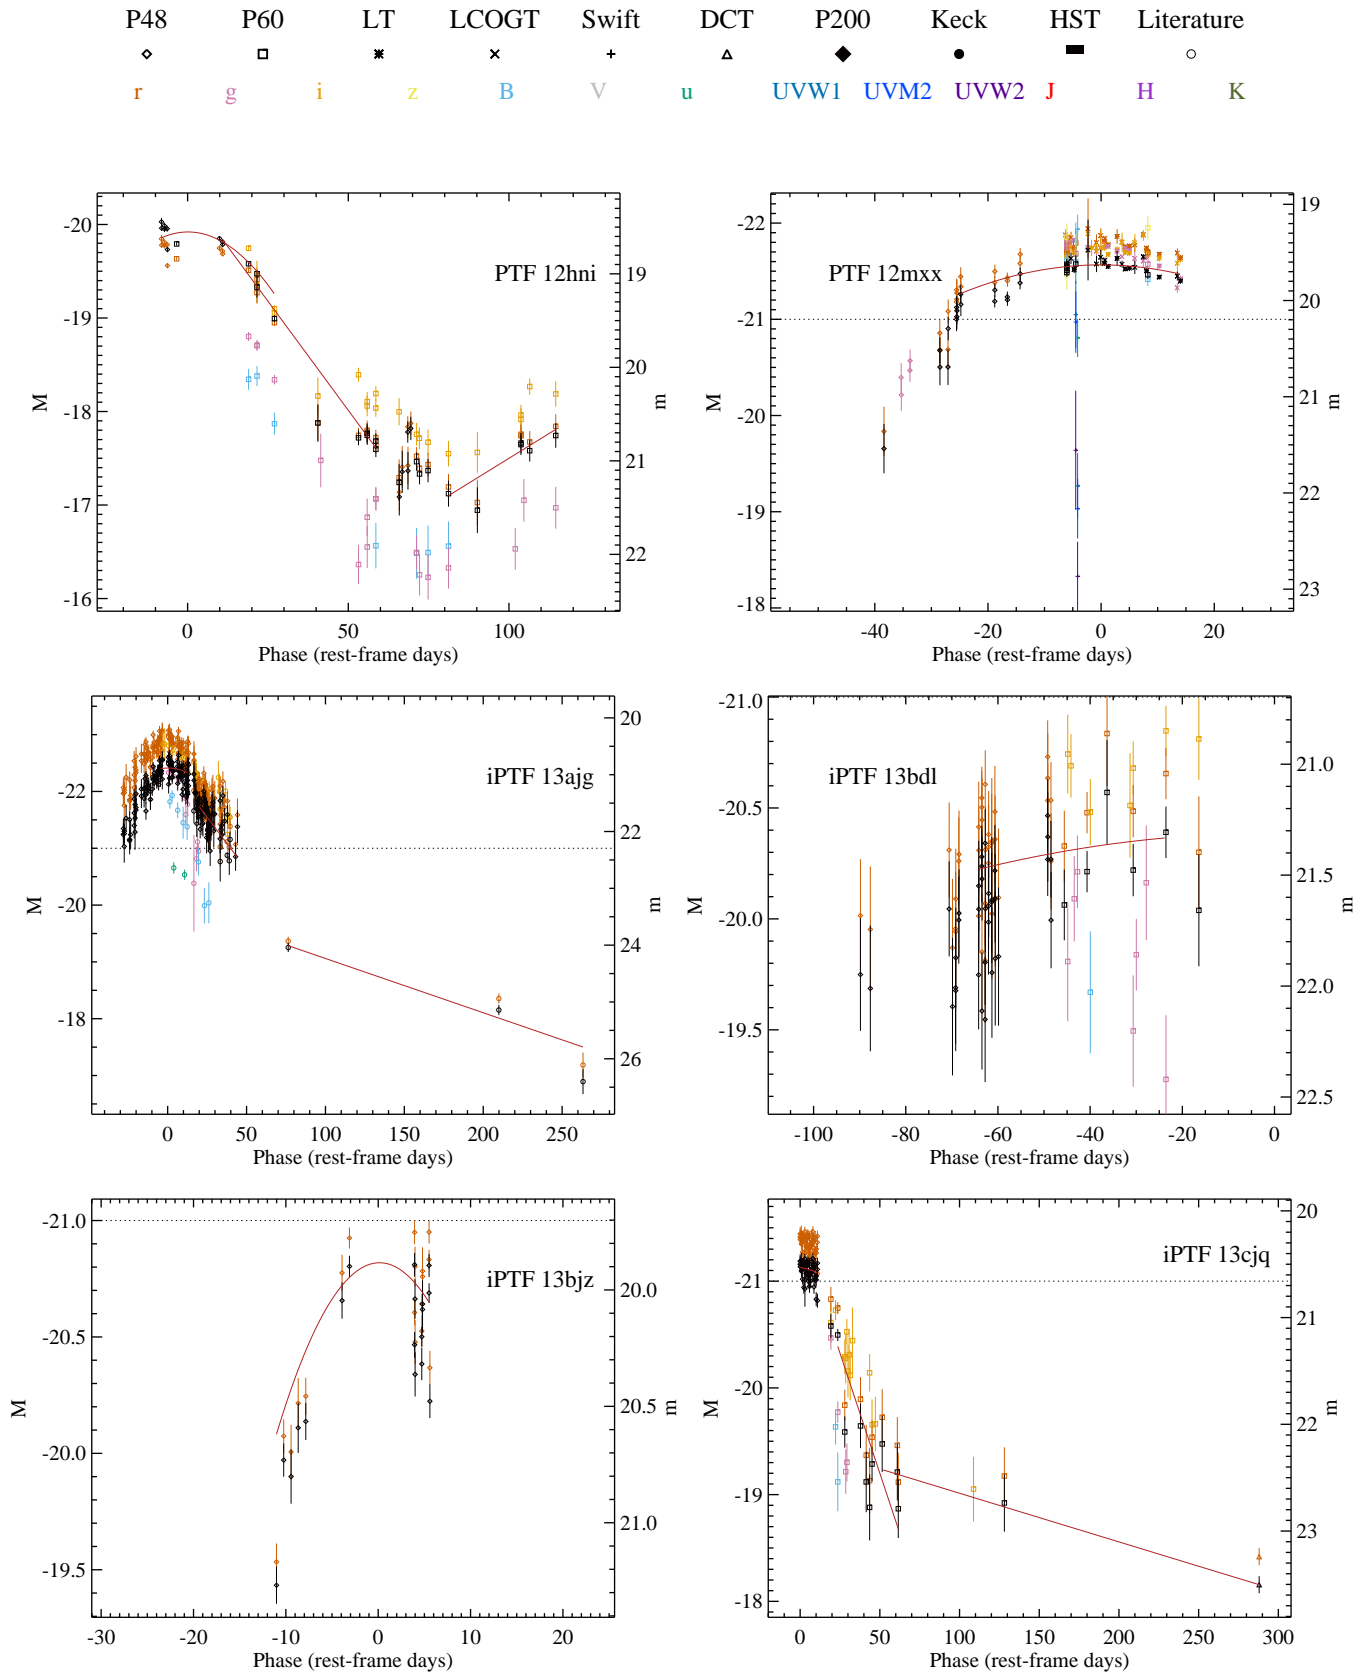 P48 P60 LT LCOGT Swift DCT P200 Keck HST Literature
r g i z B V u UVW1 UVM2 UVW2 J H K
PTF 12hni
-20
-19
-18
-17
-16
M
19
20
21
22
m
0 50 100
Phase (rest-frame days)
PTF 12mxx
-22
-21
-20
-19
-18
M
19
20
21
22
23
m
-40 -20 0 20
Phase (rest-frame days)
iPTF 13ajg
-22
-20
-18
M
20
22
24
26
m
0 50 100 150 200 250
Phase (rest-frame days)
iPTF 13bdl
-21.0
-20.5
-20.0
-19.5
M
21.0
21.5
22.0
22.5
m
-100 -80 -60 -40 -20 0
Phase (rest-frame days)
iPTF 13bjz
-21.0
-20.5
-20.0
-19.5
M
19.0
20.0
20.5
21.0
m
-30 -20 -10 0 10 20
Phase (rest-frame days)
iPTF 13cjq
-21
-20
-19
-18
M
20
21
22
23
m
0 50 100 150 200 250 300
Phase (rest-frame days)